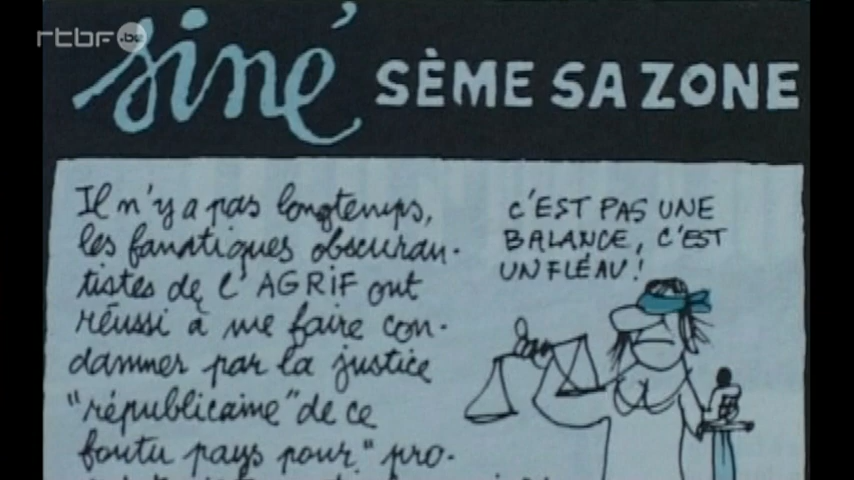 rtbf.be
siné SÈME SA ZONE
Il n'y a pas longtemps,
les fanatiques obscuran-
tistes de l'AGRIF ont
réussi à me faire con-
damner par la justice
"républicaine" de ce
foutu pays pour "pro-
C'EST PAS UNE
BALANCE, C'EST
UN FLÉAU !